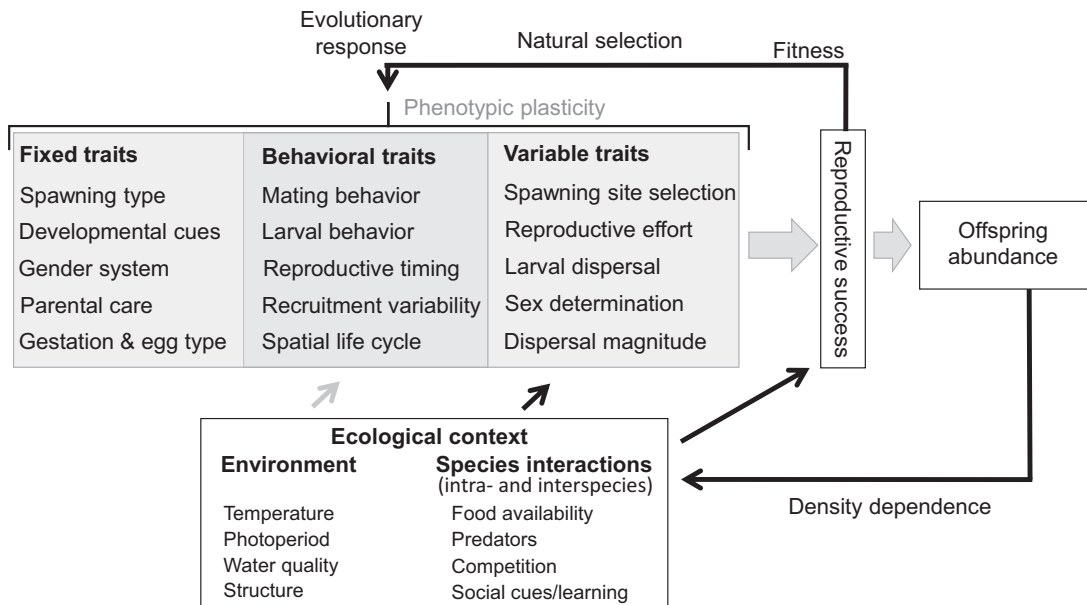 Evolutionary
response
Natural selection
Fitness
Phenotypic plasticity
Fixed traits
Spawning type
Developmental cues
Gender system
Parental care
Gestation & egg type
Behavioral traits
Mating behavior
Larval behavior
Reproductive timing
Recruitment variability
Spatial life cycle
Variable traits
Spawning site selection
Reproductive effort
Larval dispersal
Sex determination
Dispersal magnitude
Reproductive success
Offspring
abundance
Ecological context
Environment
Temperature
Photoperiod
Water quality
Structure
Species interactions
(intra- and interspecies)
Food availability
Predators
Competition
Social cues/learning
Density dependence